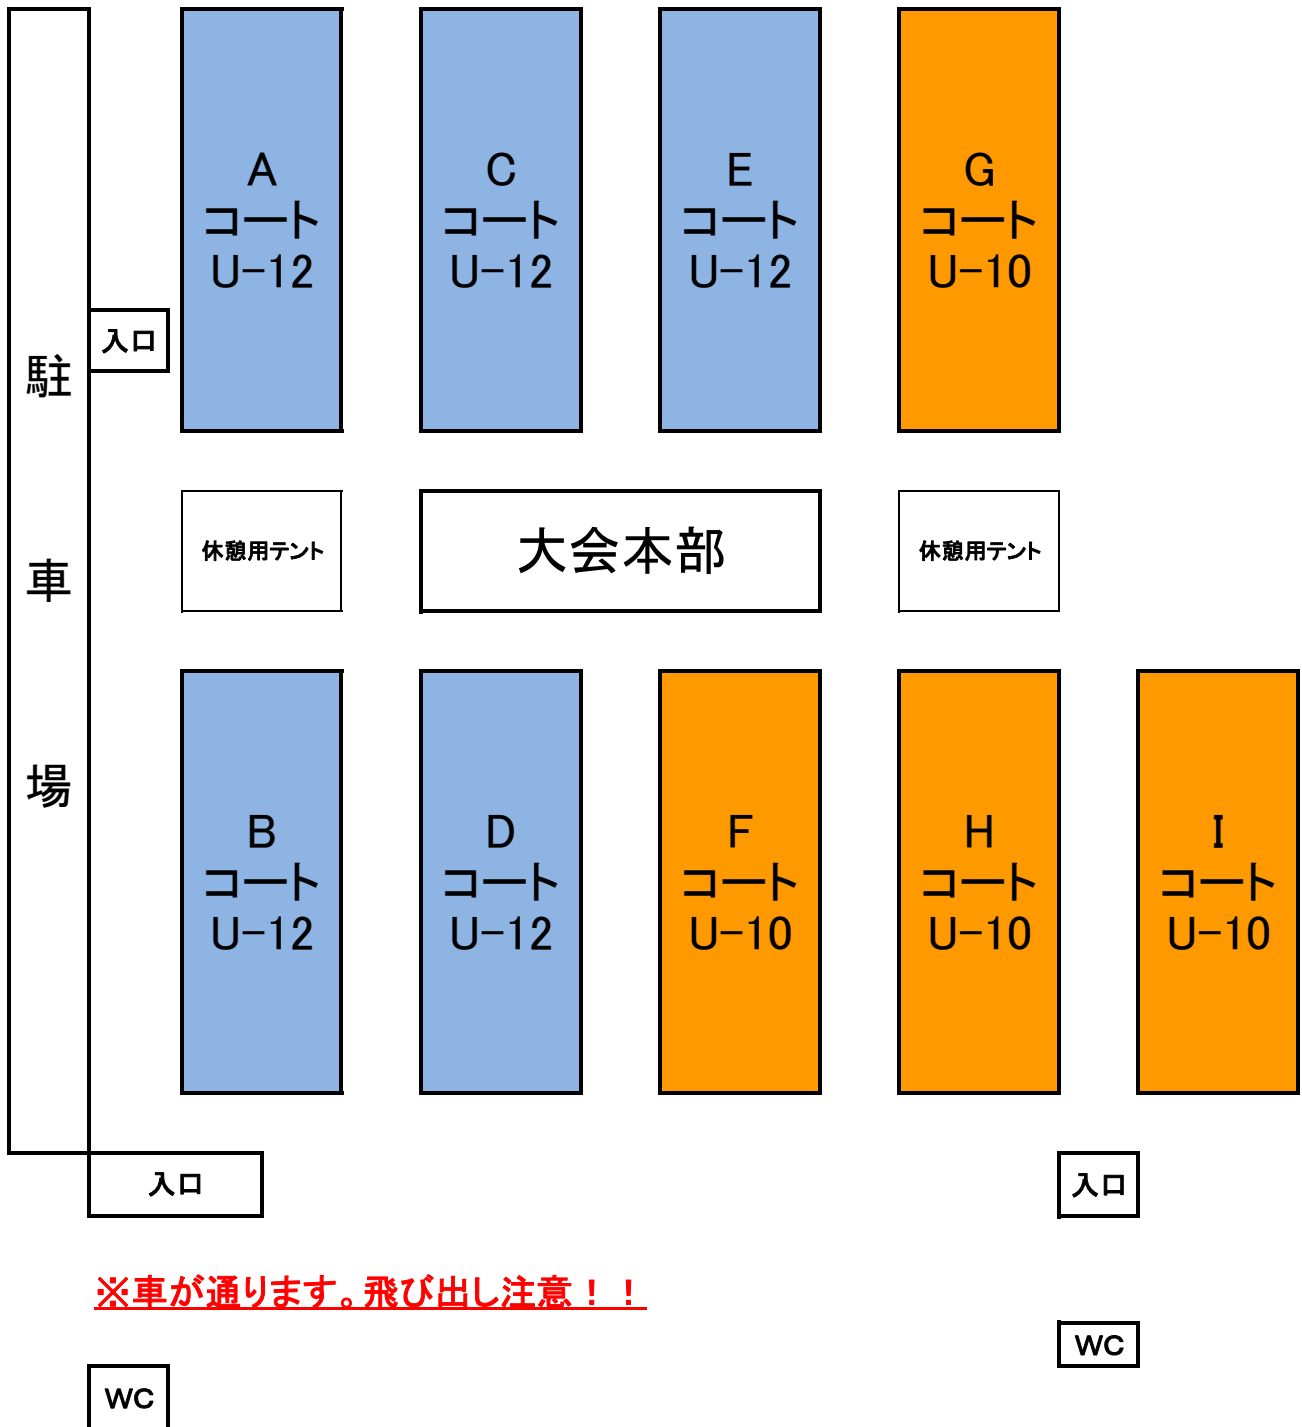 A
コート
U-12
C
コート
U-12
E
コート
U-12
G
コート
U-10
入口
駐
車
場
休憩用テント
大会本部
休憩用テント
B
コート
U-12
D
コート
U-12
F
コート
U-10
H
コート
U-10
I
コート
U-10
入口
入口
※車が通ります。飛び出し注意！！
WC
WC